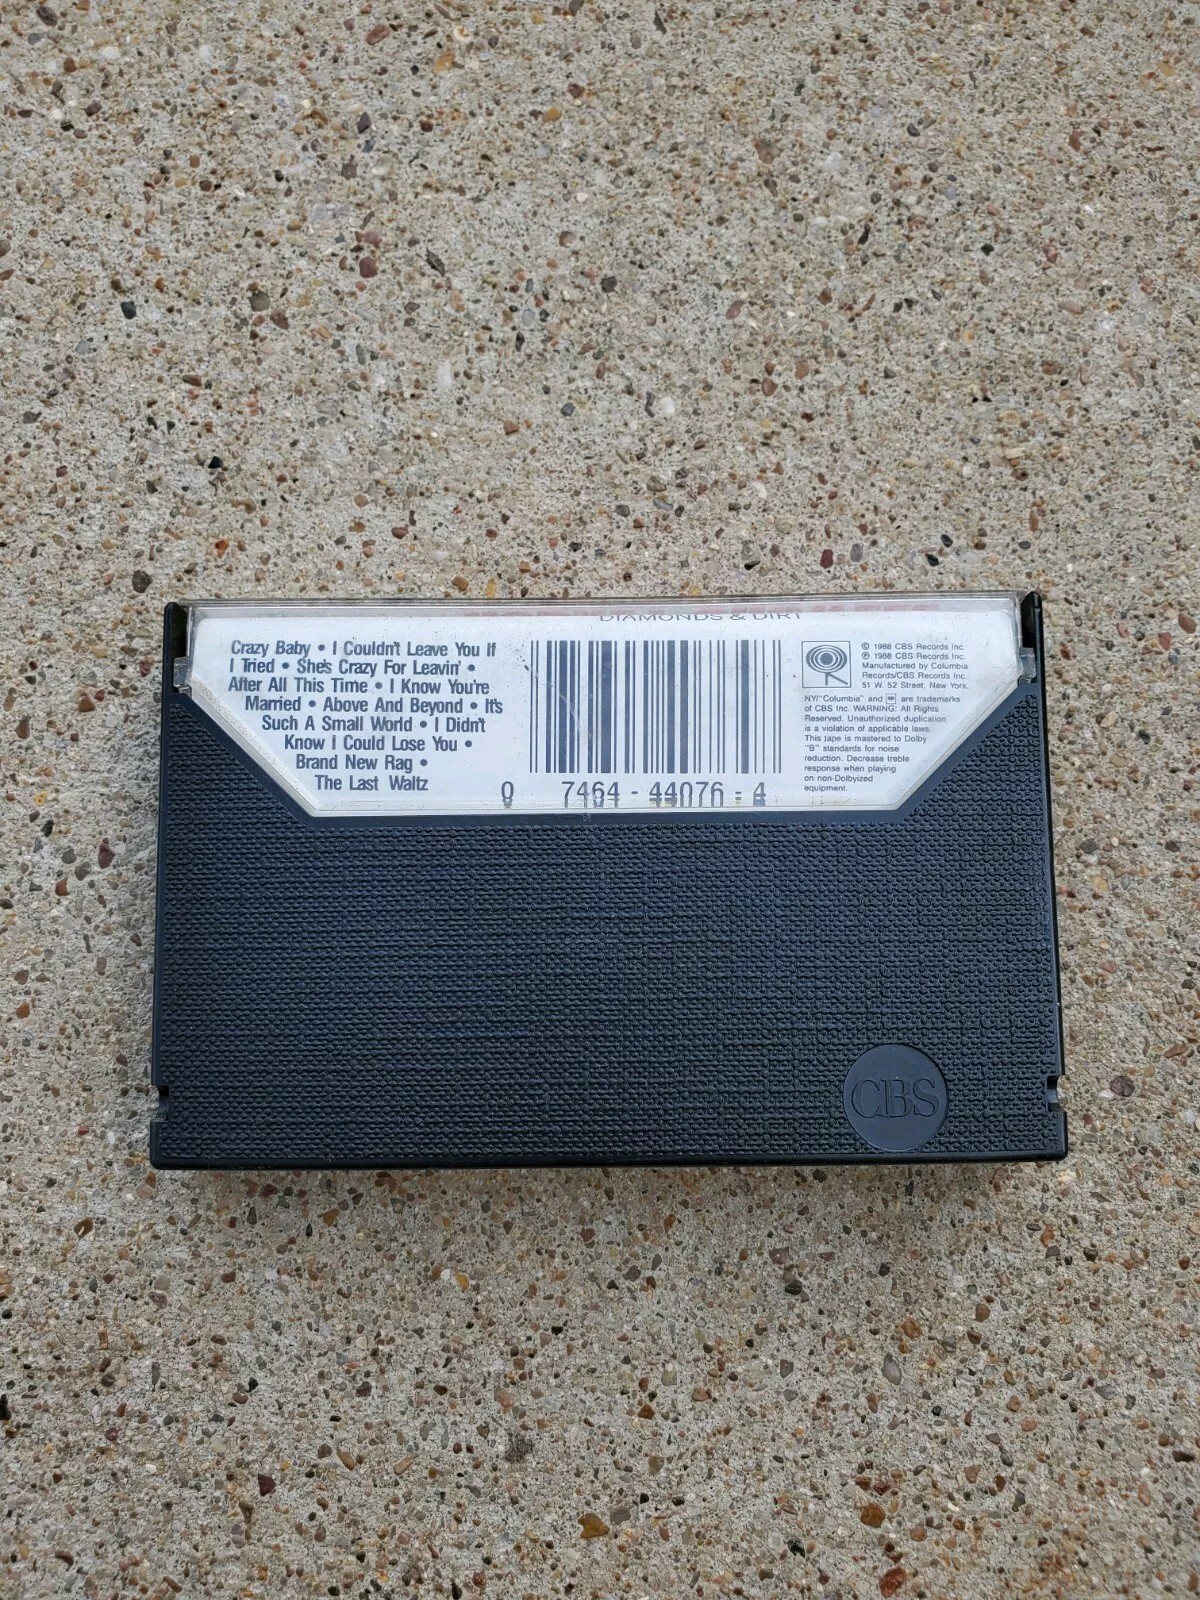 DIAMONDS & DIRT
Crazy Baby • I Couldn't Leave You If
I Tried • She's Crazy For Leavin' •
After All This Time • I Know You're
Married • Above And Beyond • It's
Such A Small World • I Didn't
Know I Could Lose You •
Brand New Rag •
The Last Waltz
0 7464 - 44076 - 4
© 1988 CBS Records Inc.
℗ 1988 CBS Records Inc.
Manufactured by Columbia
Records/CBS Records Inc.
51 W. 52 Street, New York,
NY/"Columbia" and are trademarks
of CBS Inc. WARNING: All Rights
Reserved. Unauthorized duplication
is a violation of applicable laws.
This tape is mastered to Dolby
"B" standards for noise
reduction. Decrease treble
response when playing
on non-Dolbyized
equipment.
CBS